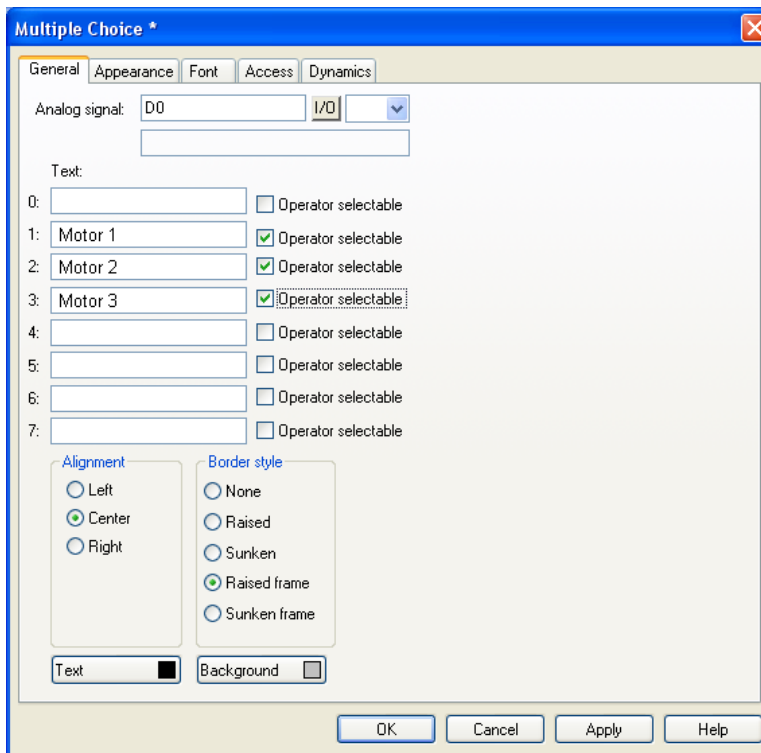 Multiple Choice *
General Appearance Font Access Dynamics
Analog signal: D0 I/O
Text:
0: Operator selectable
1: Motor 1 Operator selectable
2: Motor 2 Operator selectable
3: Motor 3 Operator selectable
4: Operator selectable
5: Operator selectable
6: Operator selectable
7: Operator selectable
Alignment Border style
Left None
Center Raised
Right Sunken
Raised frame
Sunken frame
Text Background
OK Cancel Apply Help